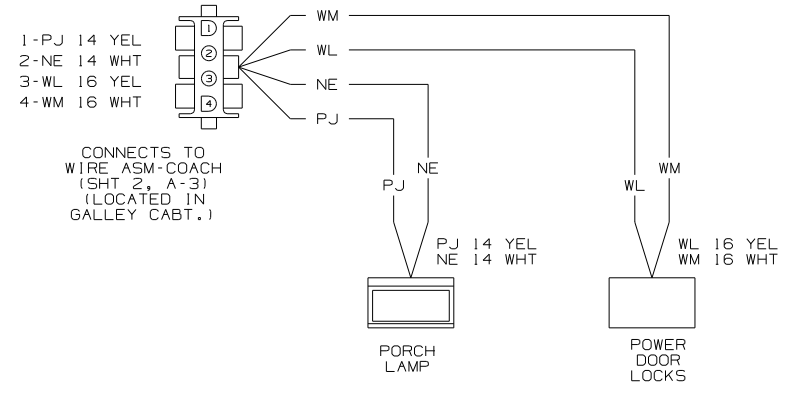 1-PJ 14 YEL
2-NE 14 WHT
3-WL 16 YEL
4-WM 16 WHT
1
2
3
4
CONNECTS TO
WIRE ASM-COACH
(SHT 2, A-3)
(LOCATED IN
GALLEY CABT.)
WM
WL
NE
PJ
PJ
NE
WL
WM
PJ 14 YEL
NE 14 WHT
WL 16 YEL
WM 16 WHT
PORCH
LAMP
POWER
DOOR
LOCKS